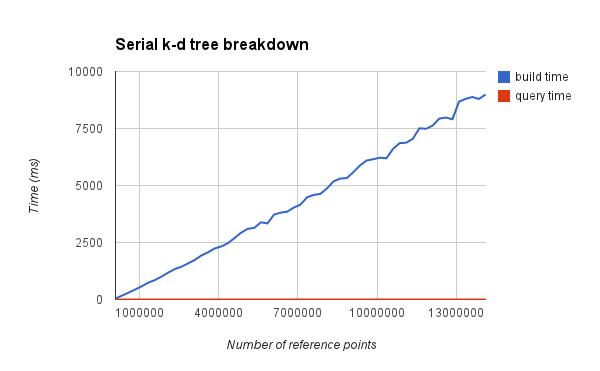 Serial k-d tree breakdown
build time
query time
10000
7500
5000
2500
0
Time (ms)
1000000 4000000 7000000 10000000 13000000
Number of reference points